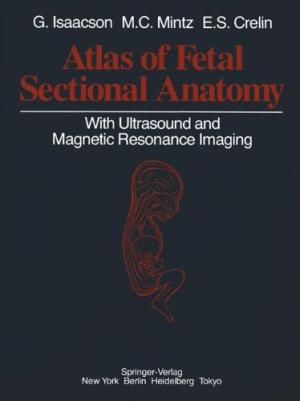 G. Isaacson M.C. Mintz E.S. Crelin
Atlas of Fetal
Sectional Anatomy
With Ultrasound and
Magnetic Resonance Imaging
Springer-Verlag
New York Berlin Heidelberg Tokyo